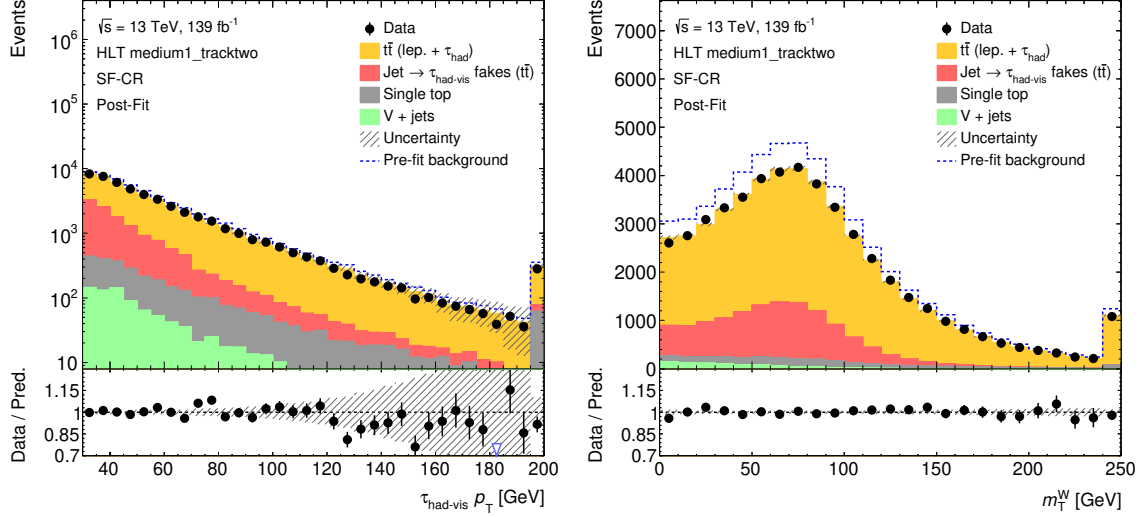 Events
10⁶
10⁵
10⁴
10³
10²
10
√s = 13 TeV, 139 fb⁻¹
HLT medium1_tracktwo
SF-CR
Post-Fit
Data
tt̄ (lep. + τhad)
Jet → τhad-vis fakes (tt̄)
Single top
V + jets
Uncertainty
Pre-fit background
Data / Pred.
1.15
1
0.85
0.7
40 60 80 100 120 140 160 180 200
τhad-vis pT [GeV]
Events
7000
6000
5000
4000
3000
2000
1000
0
√s = 13 TeV, 139 fb⁻¹
HLT medium1_tracktwo
SF-CR
Post-Fit
Data
tt̄ (lep. + τhad)
Jet → τhad-vis fakes (tt̄)
Single top
V + jets
Uncertainty
Pre-fit background
Data / Pred.
1.15
1
0.85
0.7
0 50 100 150 200 250
mTW [GeV]